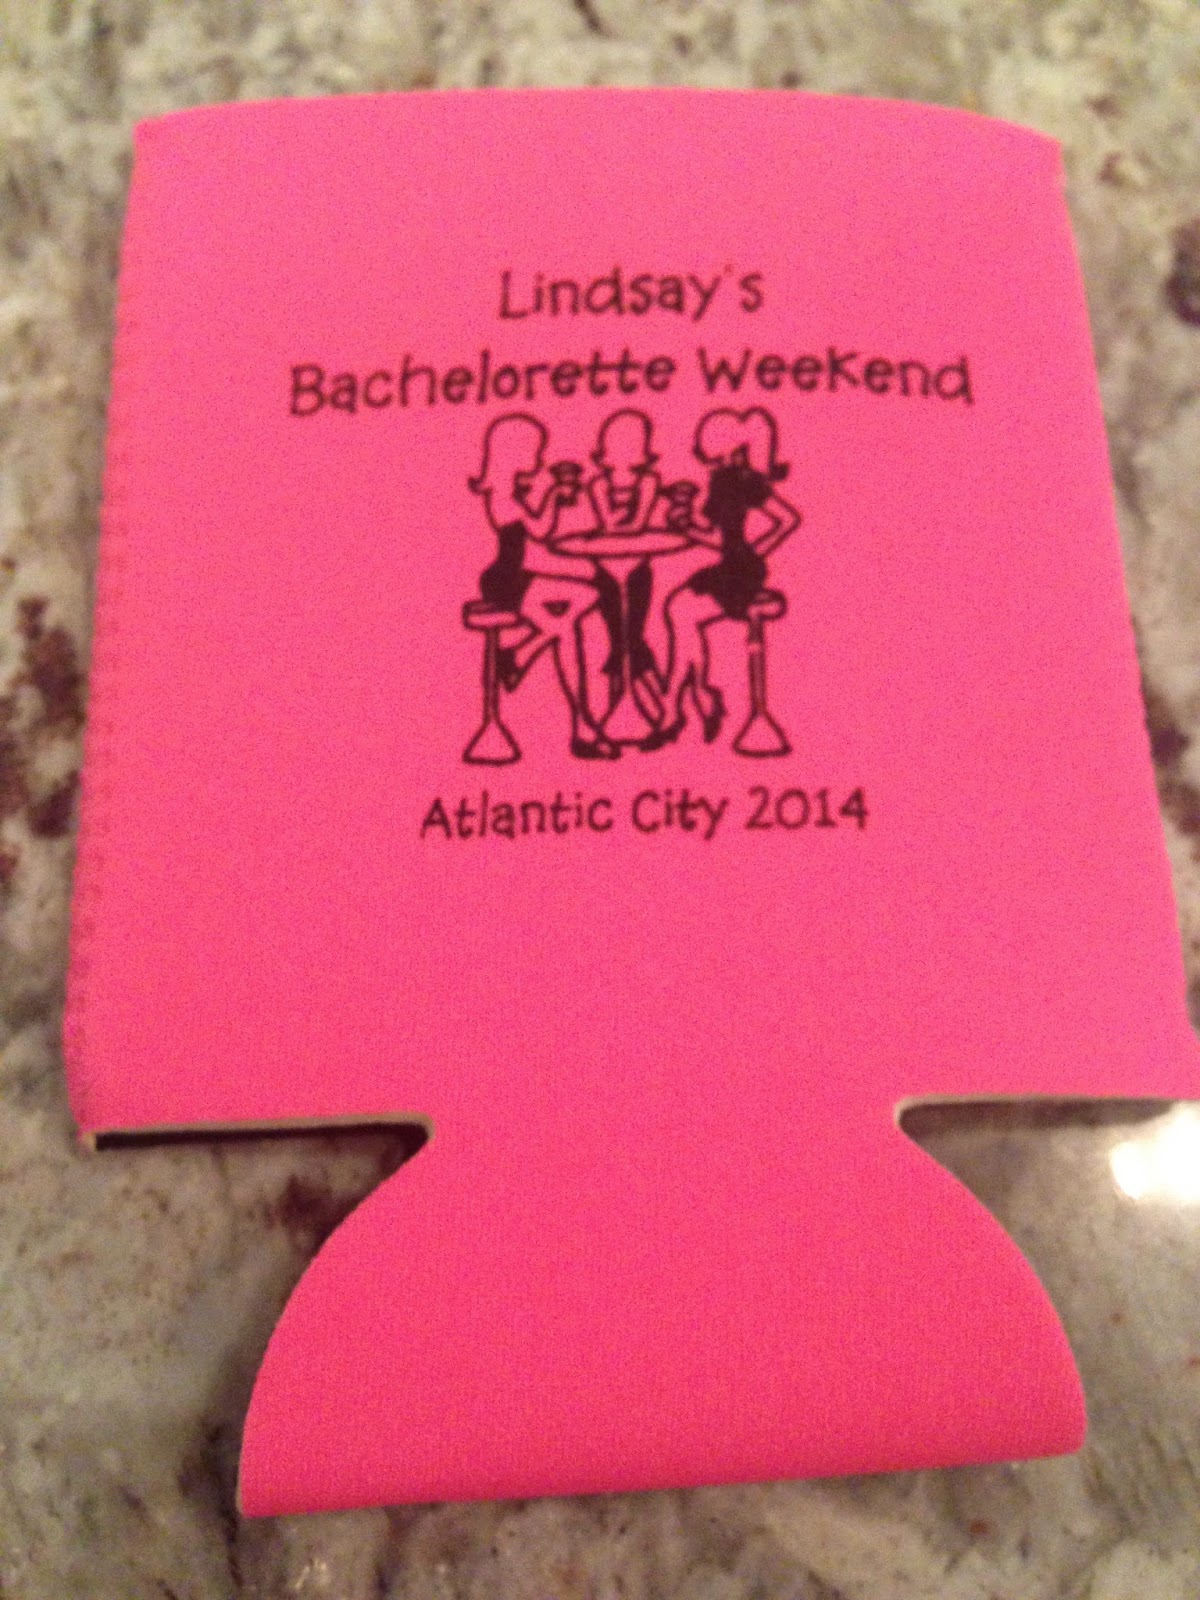 Lindsay's
Bachelorette Weekend
Atlantic City 2014